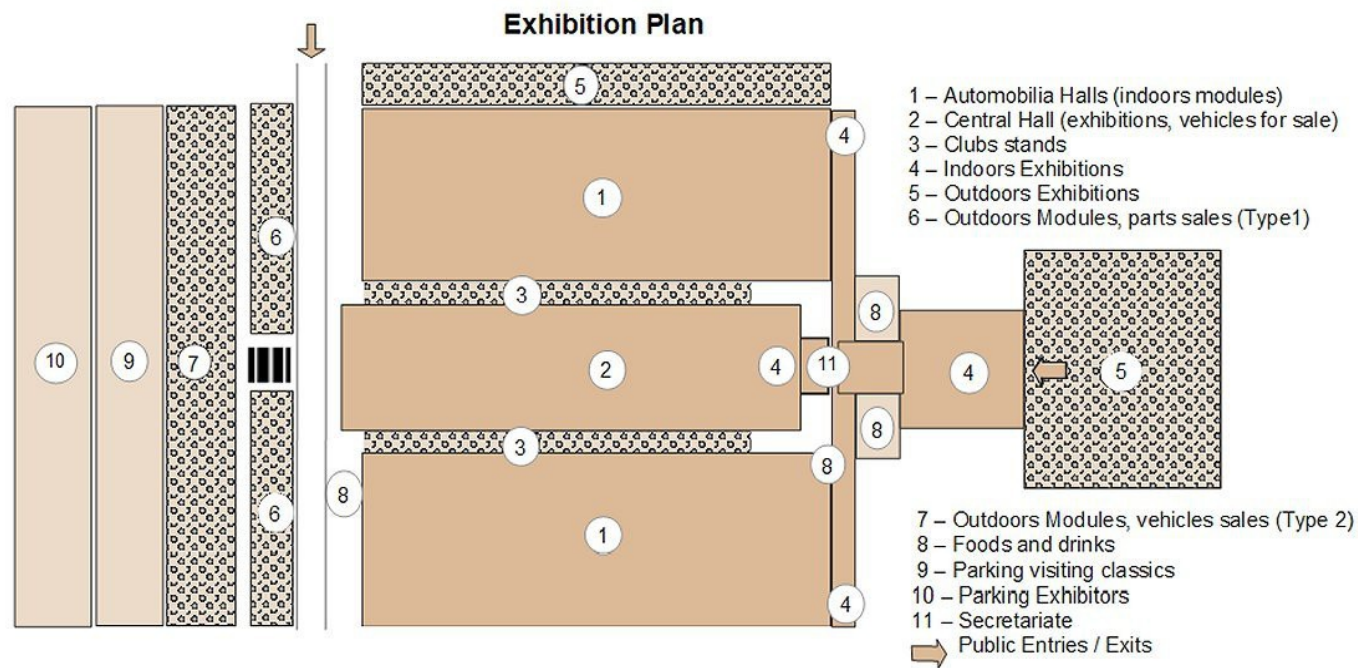 Exhibition Plan
5
1 – Automobilia Halls (indoors modules)
2 – Central Hall (exhibitions, vehicles for sale)
3 – Clubs stands
4 – Indoors Exhibitions
5 – Outdoors Exhibitions
6 – Outdoors Modules, parts sales (Type1)
4
1
6
3
8
10
9
7
2
4
11
4
5
3
8
8
8
6
1
4
7 – Outdoors Modules, vehicles sales (Type 2)
8 – Foods and drinks
9 – Parking visiting classics
10 – Parking Exhibitors
11 – Secretariate
Public Entries / Exits